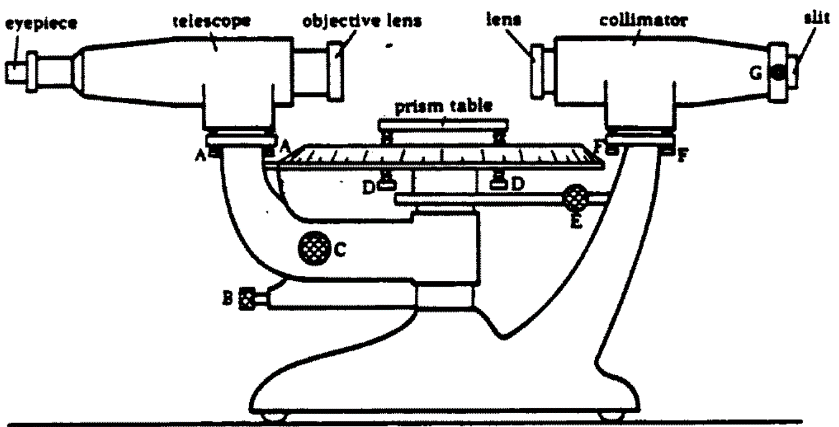 eyepiece
telescope
objective lens
lens
collimator
slit
G
prism table
A
A
F
F
D
D
E
C
B